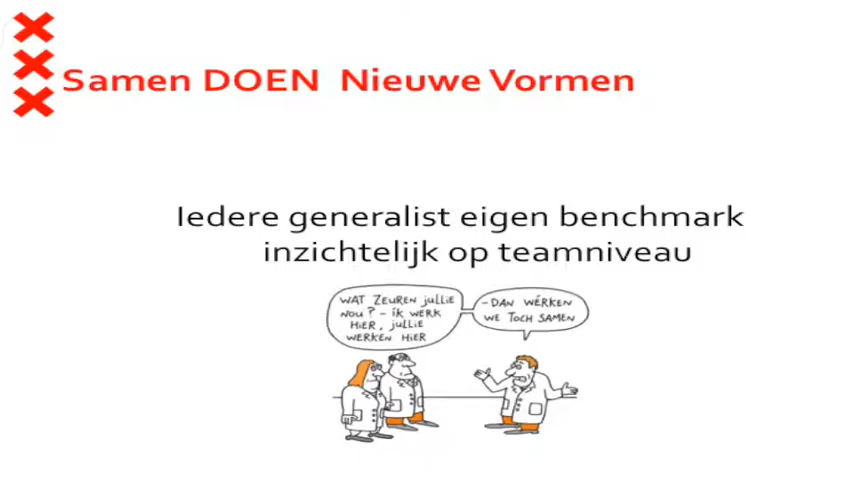 Samen DOEN Nieuwe Vormen
Iedere generalist eigen benchmark
inzichtelijk op teamniveau
WAT ZEUREN JULLIE
NOU? - ÍK WERK
HIER, JULLIE
WERKEN HIER
- DAN WÉRKEN
WE TOCH SAMEN